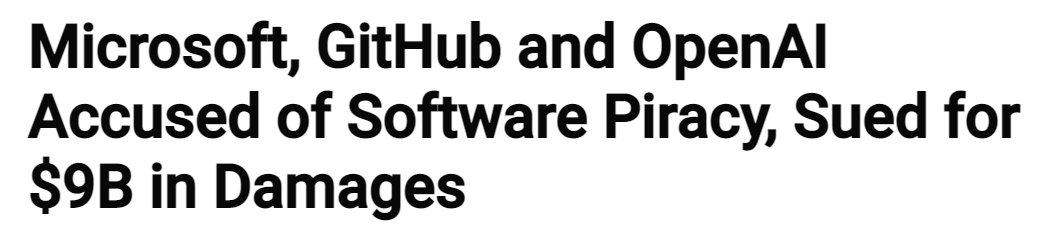 Microsoft, GitHub and OpenAI
Accused of Software Piracy, Sued for
$9B in Damages